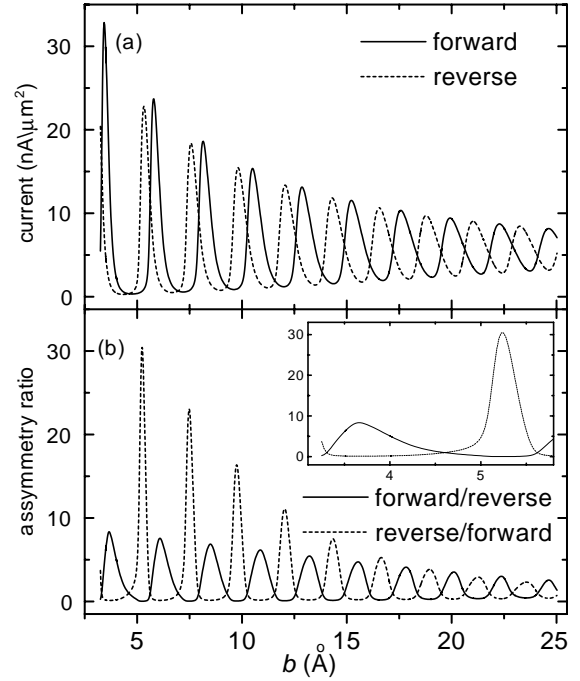 (a)
forward
reverse
30
20
10
0
current (nA\μm²)
(b)
30
20
10
0
4
5
30
20
10
0
forward/reverse
reverse/forward
assymmetry ratio
5
10
15
20
25
b (Å)